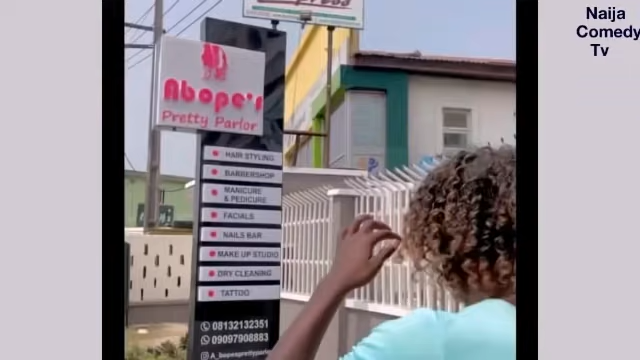 Naija
Comedy
Tv
Abope's
Pretty Parlor
HAIR STYLING
BARBERSHOP
MANICURE
& PEDICURE
FACIALS
NAILS BAR
MAKE UP STUDIO
DRY CLEANING
TATTOO
08132132351
09097908883